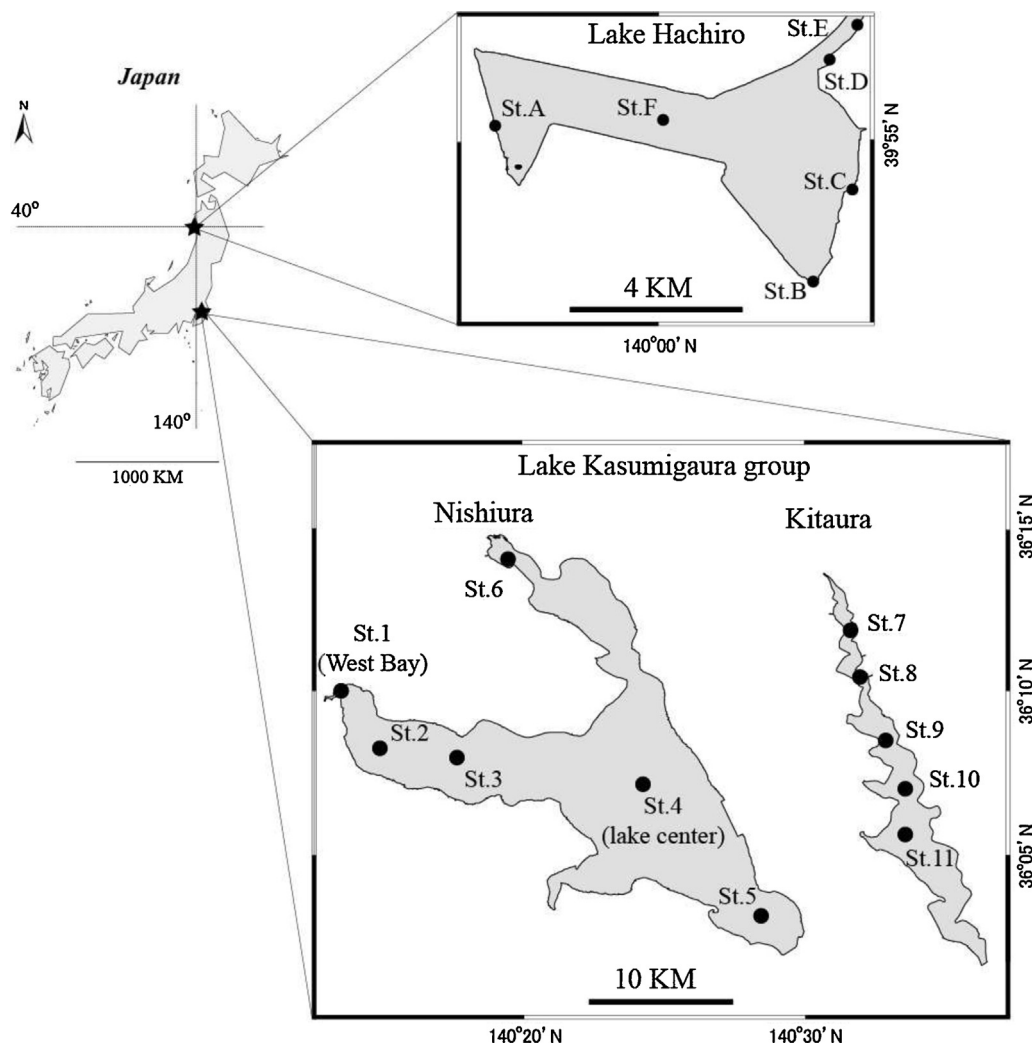 Japan
N
40°
140°
1000 KM
Lake Hachiro
St.E
St.D
St.A
St.F
St.C
St.B
4 KM
39°55′ N
140°00′ N
Lake Kasumigaura group
Nishiura
Kitaura
St.6
St.1
(West Bay)
St.2
St.3
St.4
(lake center)
St.5
St.7
St.8
St.9
St.10
St.11
10 KM
36°15′ N
36°10′ N
36°05′ N
140°20′ N
140°30′ N